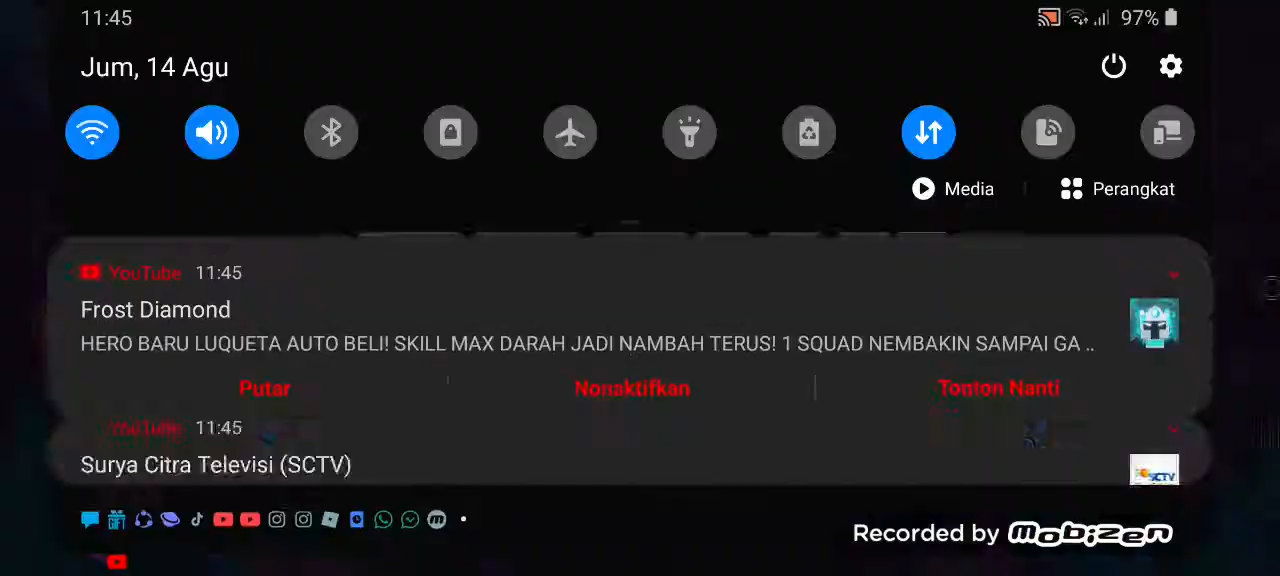 11:45
97%
Jum, 14 Agu
Media
Perangkat
YouTube 11:45
Frost Diamond
HERO BARU LUQUETA AUTO BELI! SKILL MAX DARAH JADI NAMBAH TERUS! 1 SQUAD NEMBAKIN SAMPAI GA ..
Putar
Nonaktifkan
Tonton Nanti
YouTube 11:45
Surya Citra Televisi (SCTV)
SCTV
GIFT
Recorded by mobizen